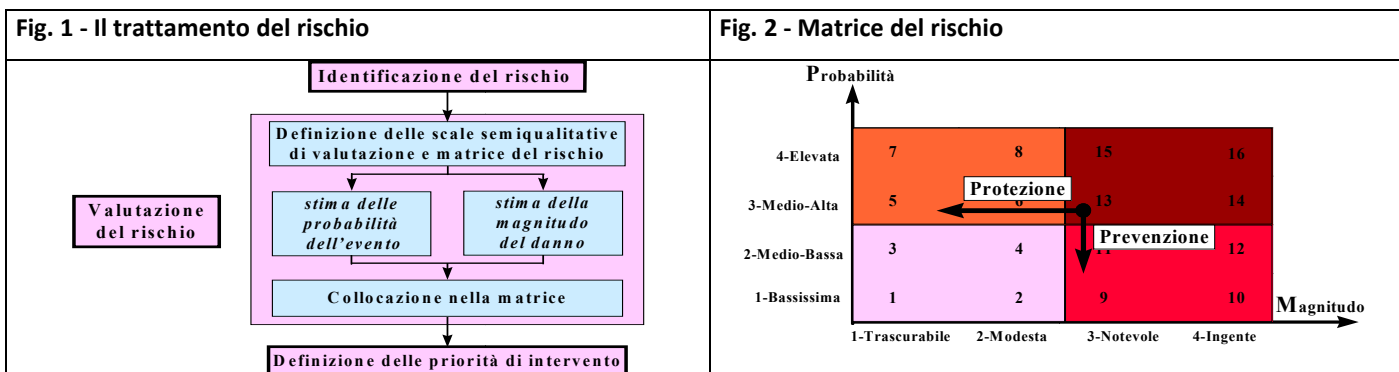 Fig. 1 - Il trattamento del rischio
Identificazione del rischio
Definizione delle scale semiqualitative
di valutazione e matrice del rischio
Valutazione
del rischio
stima delle
probabilità
dell'evento
stima della
magnitudo
del danno
Collocazione nella matrice
Definizione delle priorità di intervento
Fig. 2 - Matrice del rischio
Probabilità
4-Elevata 7 8 15 16
Protezione
3-Medio-Alta 5 6 13 14
Prevenzione
2-Medio-Bassa 3 4 11 12
1-Bassissima 1 2 9 10
Magnitudo
1-Trascurabile 2-Modesta 3-Notevole 4-Ingente